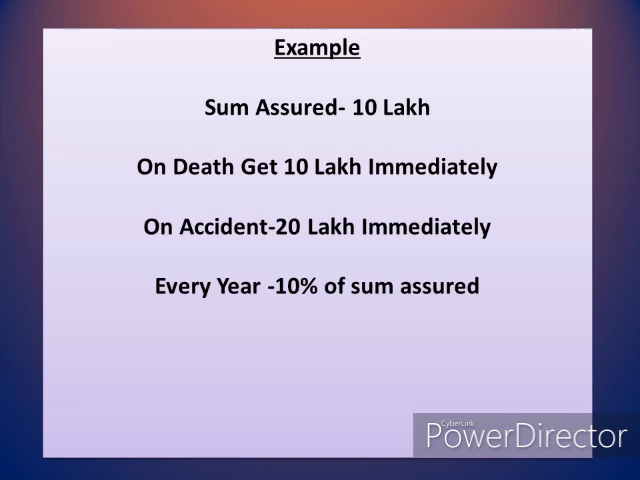 Example
Sum Assured- 10 Lakh
On Death Get 10 Lakh Immediately
On Accident-20 Lakh Immediately
Every Year -10% of sum assured
CyberLink
PowerDirector